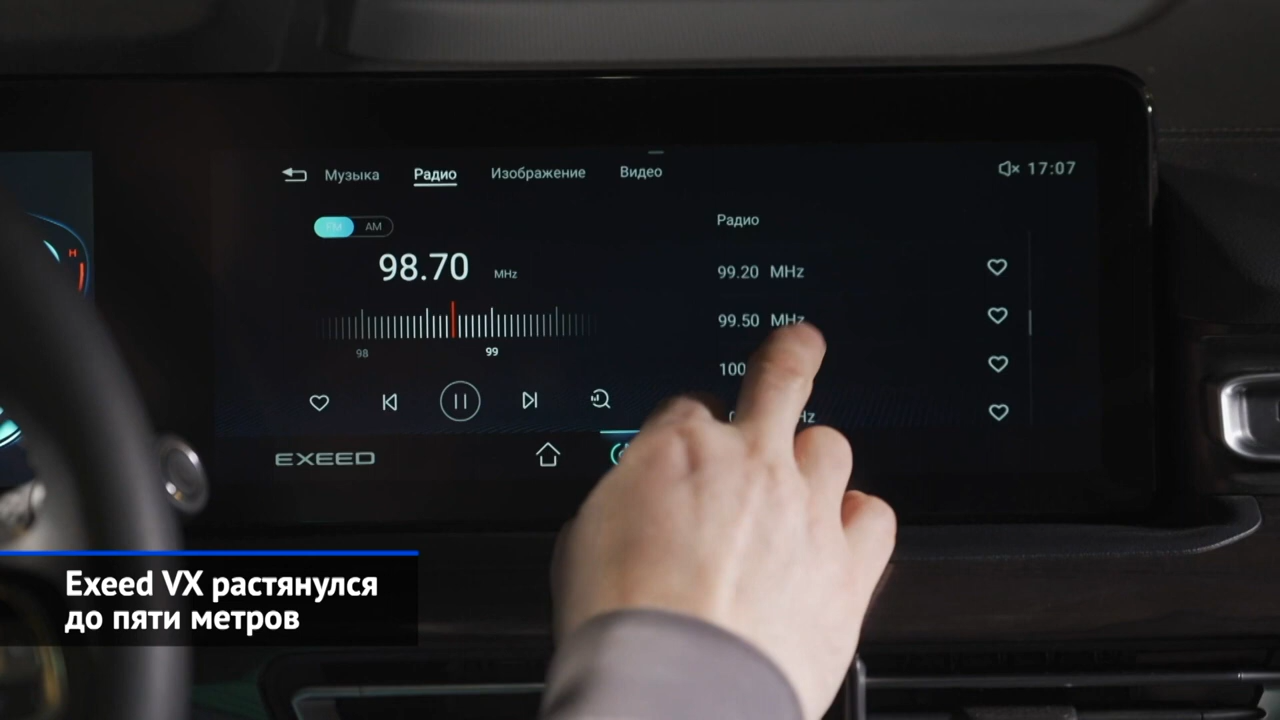 Музыка Радио Изображение Видео
17:07
FM AM
98.70 MHz
98 99
Радио
99.20 MHz
99.50 MHz
100
EXEED
H
Exeed VX растянулся
до пяти метров